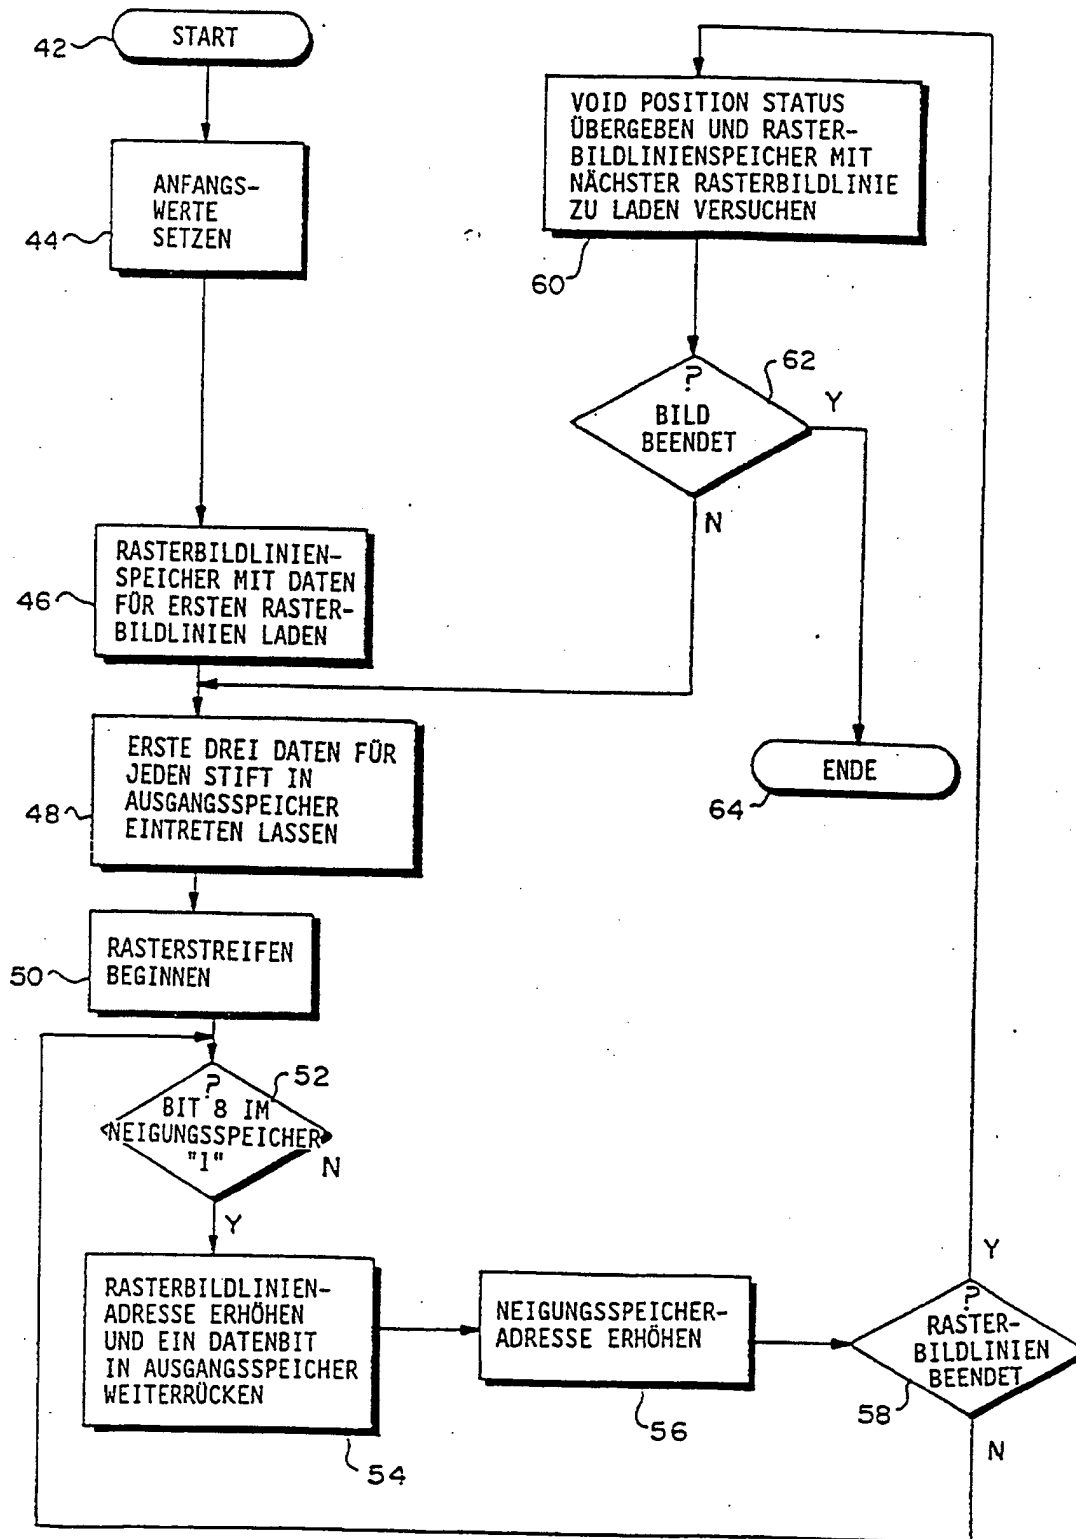 START
42
ANFANGS-
WERTE
SETZEN
44
RASTERBILDLINIEN-
SPEICHER MIT DATEN
FÜR ERSTEN RASTER-
BILDLINIEN LADEN
46
ERSTE DREI DATEN FÜR
JEDEN STIFT IN
AUSGANGSSPEICHER
EINTRETEN LASSEN
48
RASTERSTREIFEN
BEGINNEN
50
?
BIT 8 IM
NEIGUNGSSPEICHER
"1"
52
N
Y
RASTERBILDLINIEN-
ADRESSE ERHÖHEN
UND EIN DATENBIT
IN AUSGANGSSPEICHER
WEITERRÜCKEN
54
NEIGUNGSSPEICHER-
ADRESSE ERHÖHEN
56
Y
?
RASTER-
BILDLINIEN
BEENDET
58
N
VOID POSITION STATUS
ÜBERGEBEN UND RASTER-
BILDLINIENSPEICHER MIT
NÄCHSTER RASTERBILDLINIE
ZU LADEN VERSUCHEN
60
?
BILD
BEENDET
62
Y
N
ENDE
64